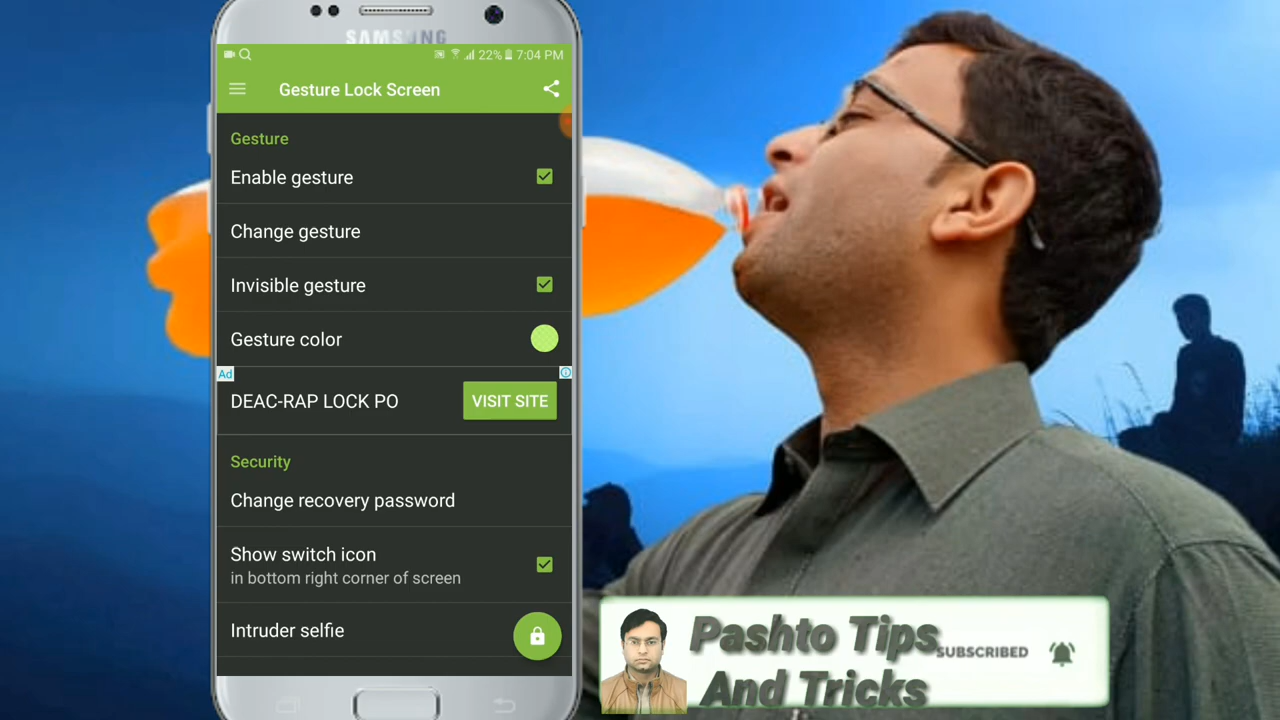 SAMSUNG
22% 7:04 PM
Gesture Lock Screen
Gesture
Enable gesture
Change gesture
Invisible gesture
Gesture color
Ad
DEAC-RAP LOCK PO
VISIT SITE
Security
Change recovery password
Show switch icon
in bottom right corner of screen
Intruder selfie
Pashto Tips
SUBSCRIBED
And Tricks